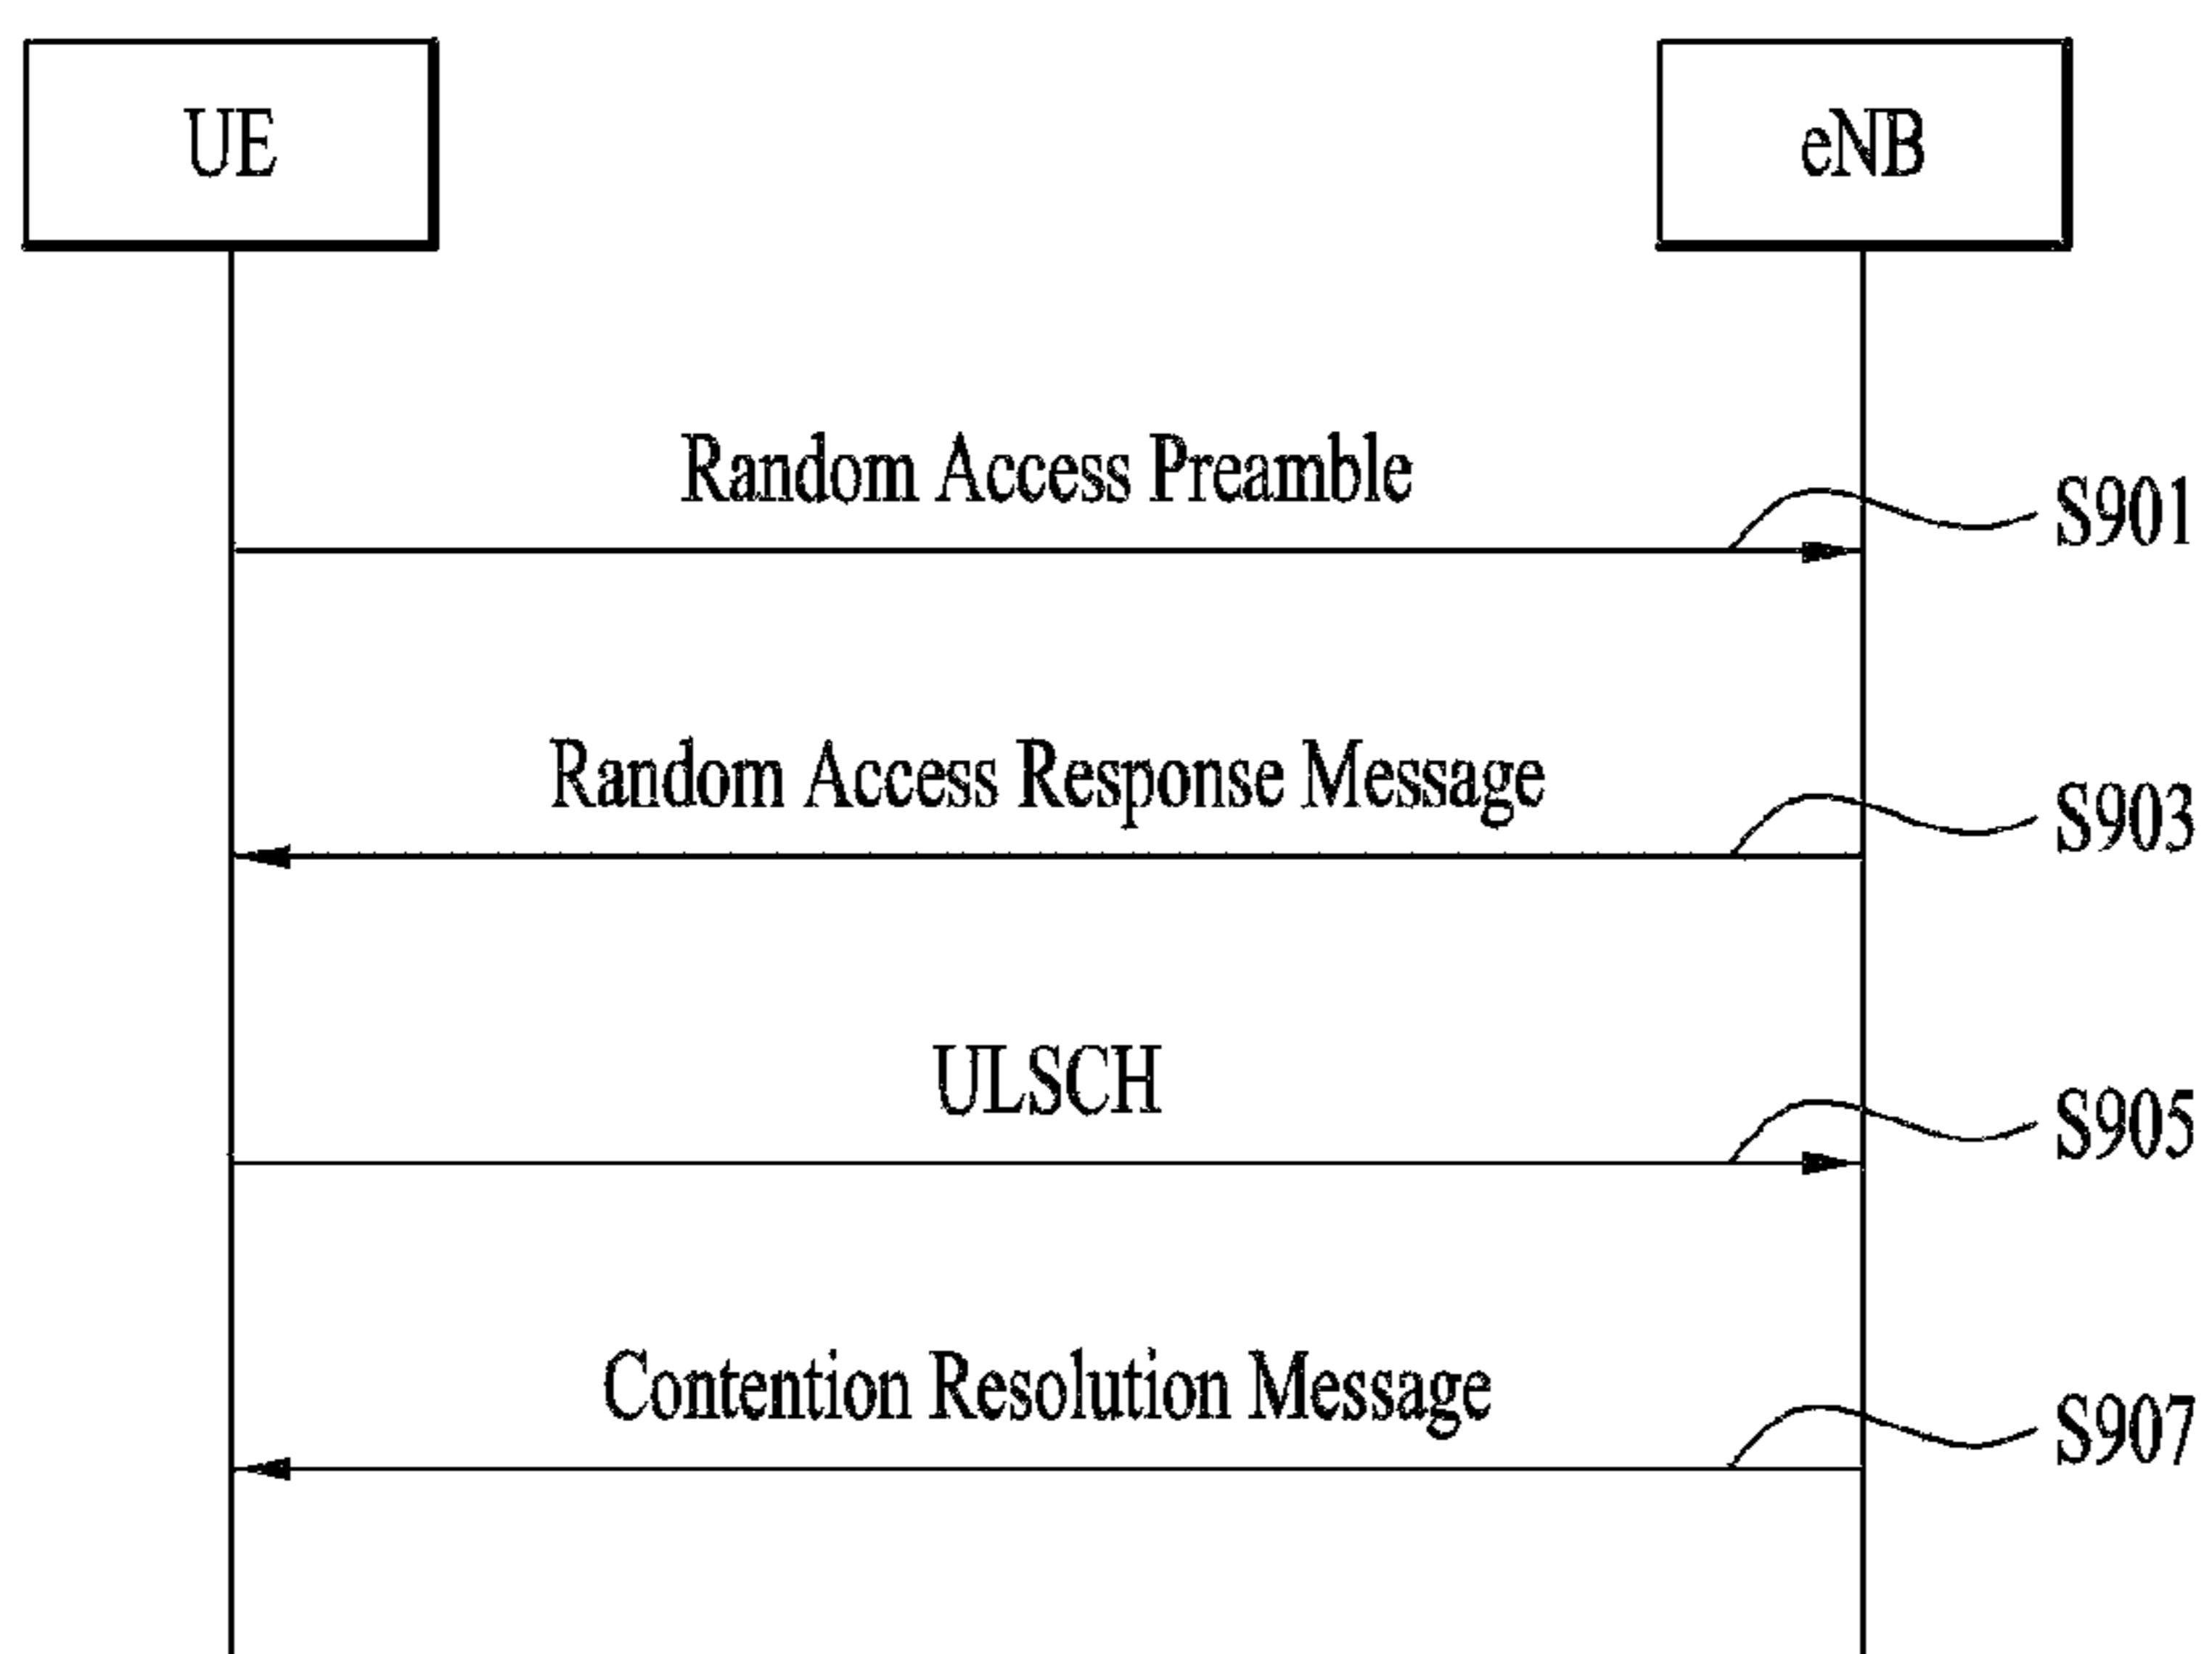 UE
eNB
Random Access Preamble
S901
Random Access Response Message
S903
ULSCH
S905
Contention Resolution Message
S907